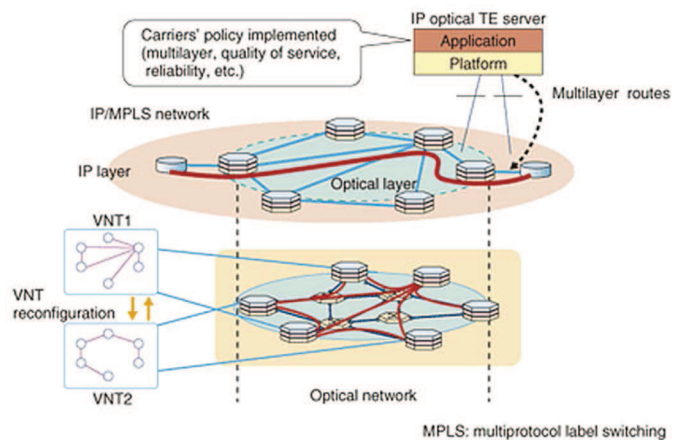 IP optical TE server
Carriers' policy implemented
(multilayer, quality of service,
reliability, etc.)
Application
Platform
Multilayer routes
IP/MPLS network
IP layer
Optical layer
VNT1
VNT
reconfiguration
VNT2
Optical network
MPLS: multiprotocol label switching